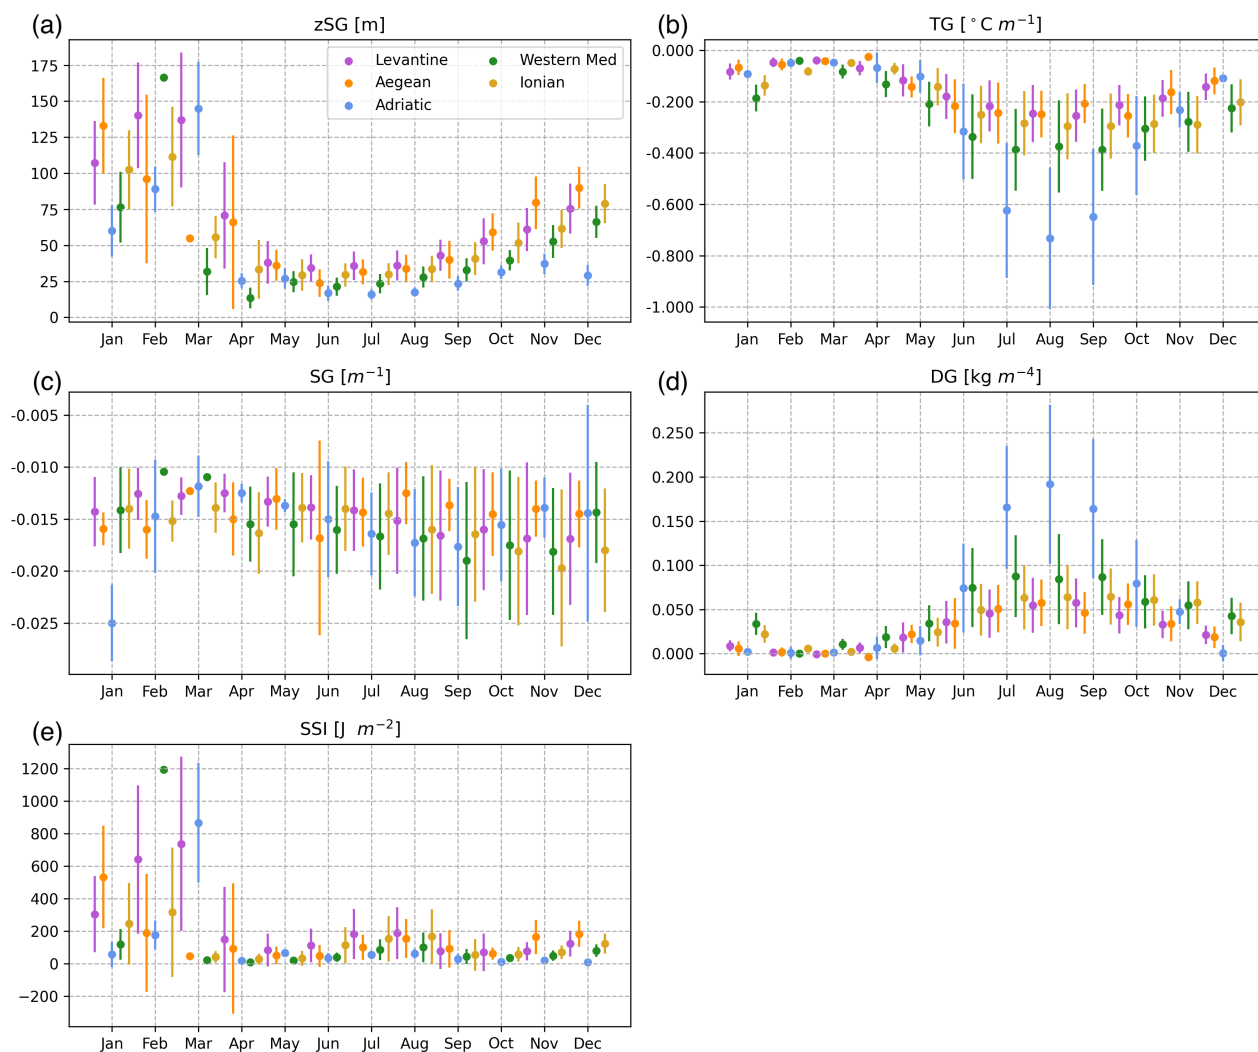 (a) zSG [m]
Levantine
Aegean
Adriatic
Western Med
Ionian
175
150
125
100
75
50
25
0
Jan Feb Mar Apr May Jun Jul Aug Sep Oct Nov Dec
(b) TG [ °C m⁻¹]
0.000
-0.200
-0.400
-0.600
-0.800
-1.000
Jan Feb Mar Apr May Jun Jul Aug Sep Oct Nov Dec
(c) SG [m⁻¹]
-0.005
-0.010
-0.015
-0.020
-0.025
Jan Feb Mar Apr May Jun Jul Aug Sep Oct Nov Dec
(d) DG [kg m⁻⁴]
0.250
0.200
0.150
0.100
0.050
0.000
Jan Feb Mar Apr May Jun Jul Aug Sep Oct Nov Dec
(e) SSI [J m⁻²]
1200
1000
800
600
400
200
0
−200
Jan Feb Mar Apr May Jun Jul Aug Sep Oct Nov Dec